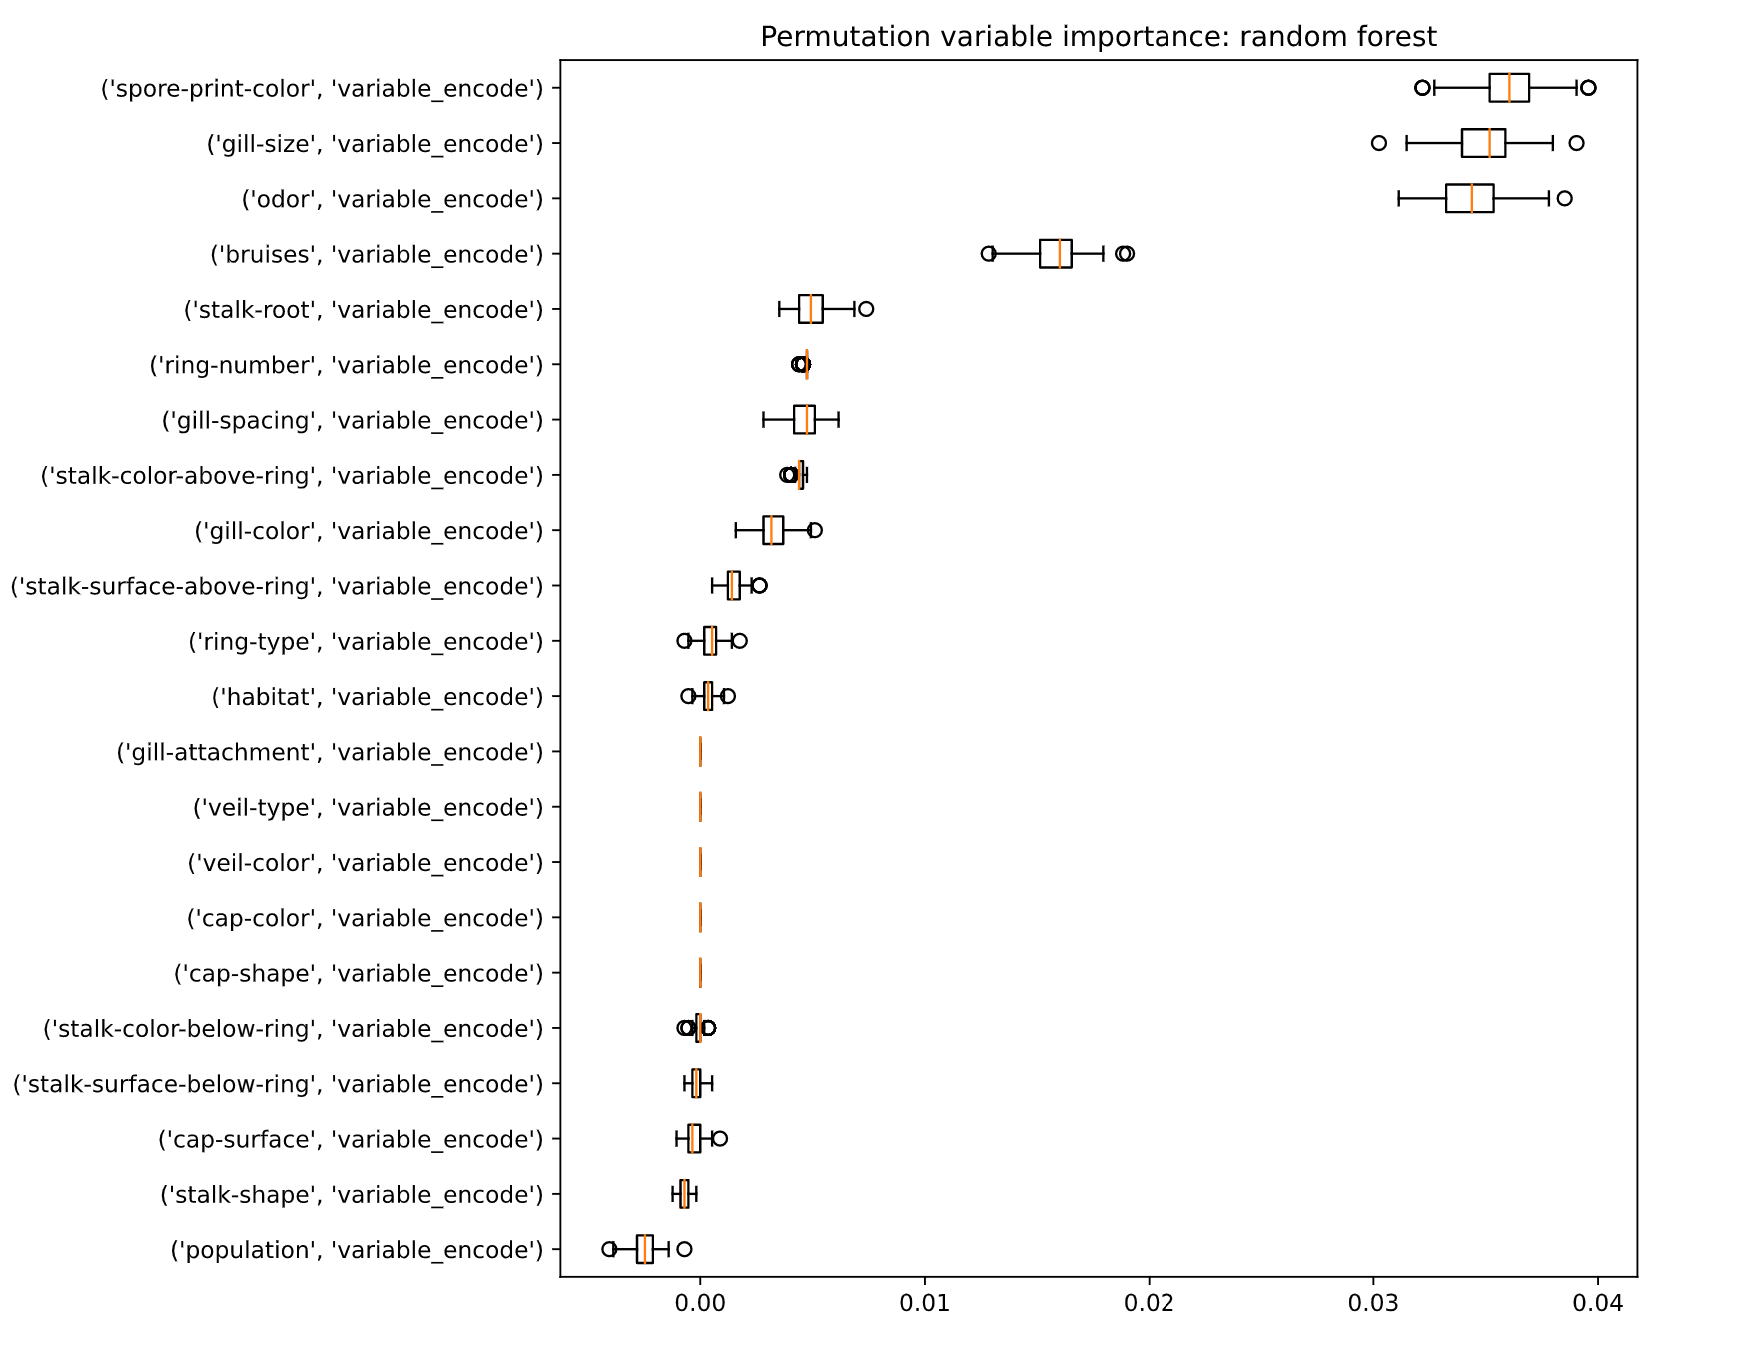 Permutation variable importance: random forest
('spore-print-color', 'variable_encode')
('gill-size', 'variable_encode')
('odor', 'variable_encode')
('bruises', 'variable_encode')
('stalk-root', 'variable_encode')
('ring-number', 'variable_encode')
('gill-spacing', 'variable_encode')
('stalk-color-above-ring', 'variable_encode')
('gill-color', 'variable_encode')
('stalk-surface-above-ring', 'variable_encode')
('ring-type', 'variable_encode')
('habitat', 'variable_encode')
('gill-attachment', 'variable_encode')
('veil-type', 'variable_encode')
('veil-color', 'variable_encode')
('cap-color', 'variable_encode')
('cap-shape', 'variable_encode')
('stalk-color-below-ring', 'variable_encode')
('stalk-surface-below-ring', 'variable_encode')
('cap-surface', 'variable_encode')
('stalk-shape', 'variable_encode')
('population', 'variable_encode')
0.00 0.01 0.02 0.03 0.04